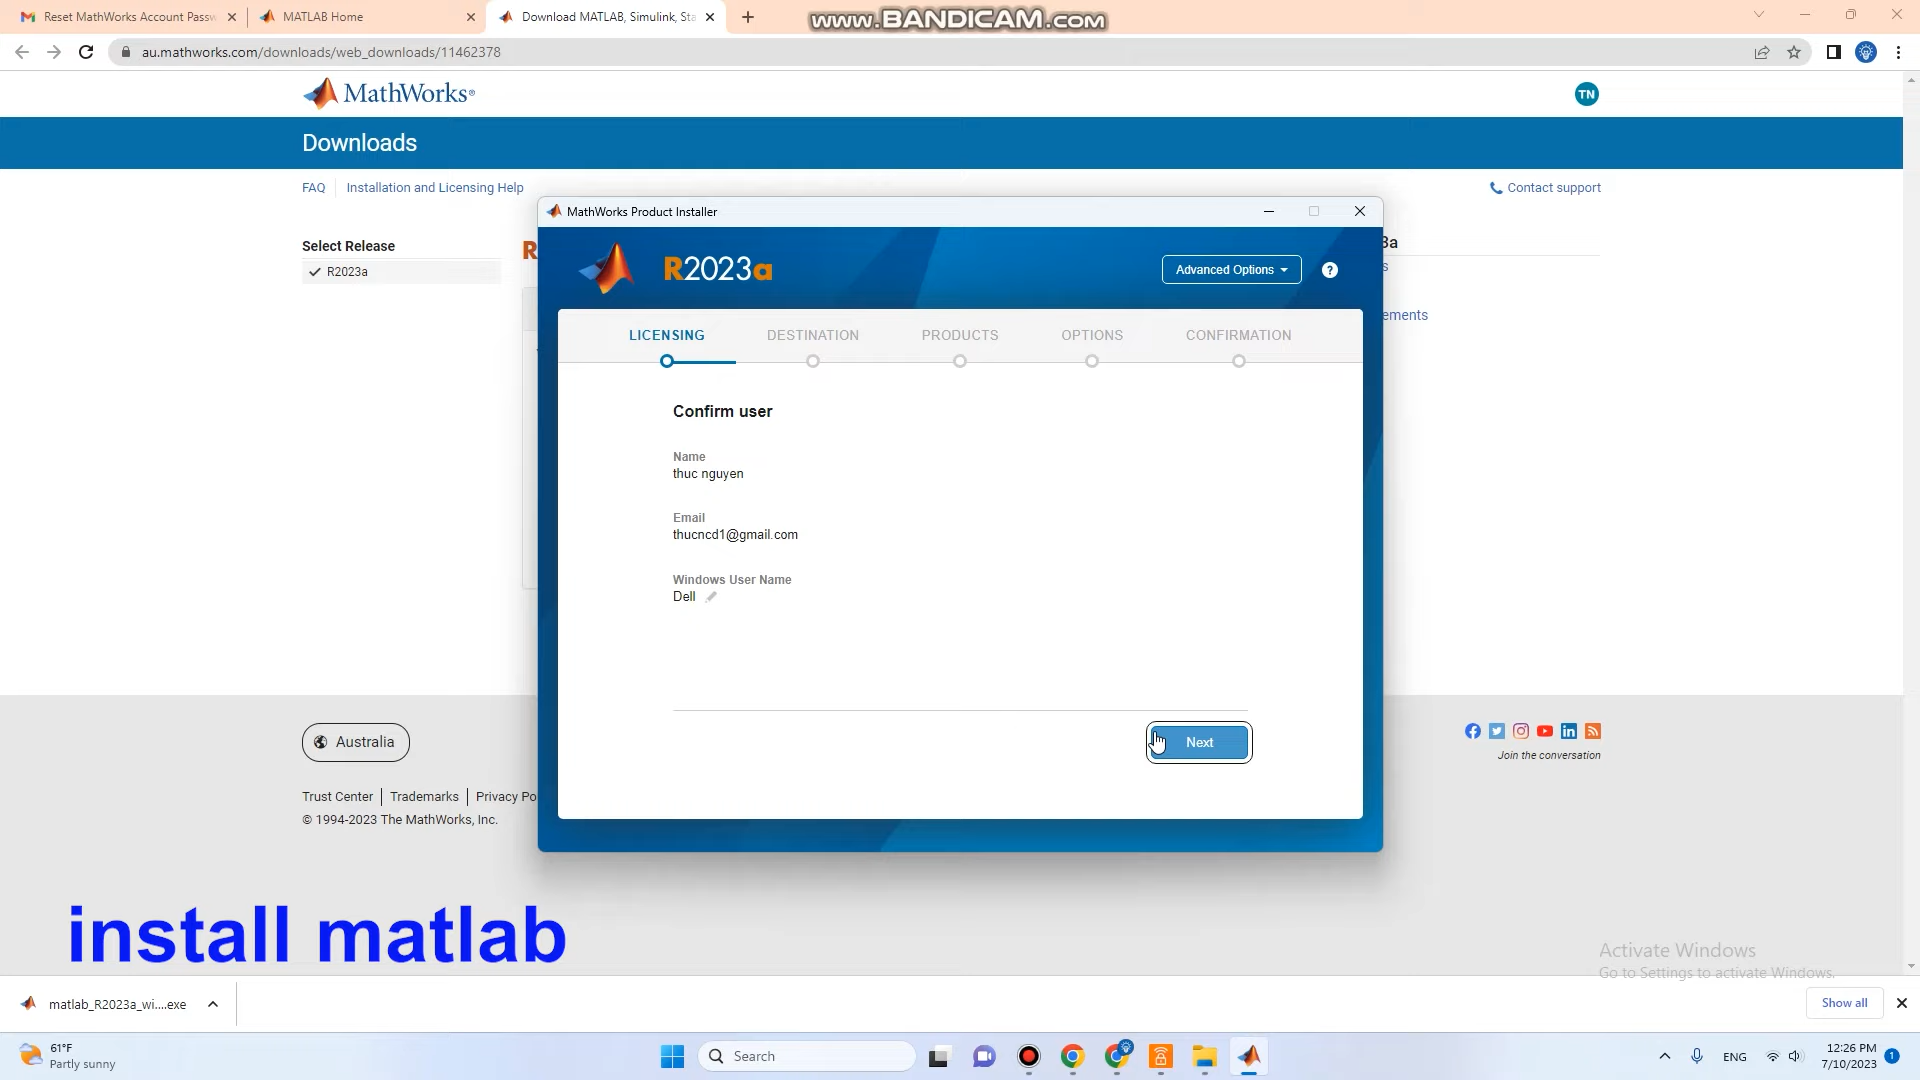 Reset MathWorks Account Passw
MATLAB Home
Download MATLAB, Simulink, Sta
www.BANDICAM.com
au.mathworks.com/downloads/web_downloads/11462378
MathWorks®
TN
Downloads
FAQ
Installation and Licensing Help
Contact support
Select Release
R2023a
R
3a
s
ements
MathWorks Product Installer
R2023a
Advanced Options
?
LICENSING
DESTINATION
PRODUCTS
OPTIONS
CONFIRMATION
Confirm user
Name
thuc nguyen
Email
thucncd1@gmail.com
Windows User Name
Dell
Next
Australia
Join the conversation
Trust Center
Trademarks
Privacy Po
© 1994-2023 The MathWorks, Inc.
install matlab
Activate Windows
Go to Settings to activate Windows.
matlab_R2023a_wi....exe
Show all
61°F
Partly sunny
Search
ENG
12:26 PM
7/10/2023
1